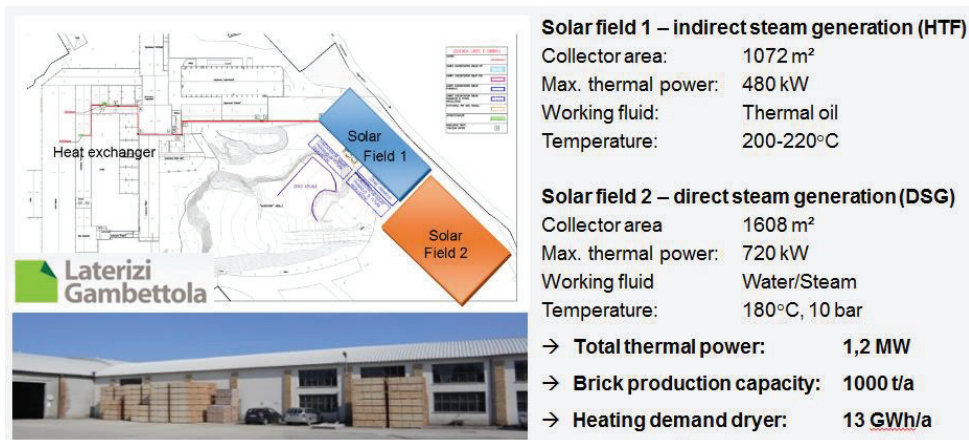 Heat exchanger
Solar
Field 1
Solar
Field 2
Laterizi
Gambettola
Solar field 1 – indirect steam generation (HTF)
Collector area: 1072 m²
Max. thermal power: 480 kW
Working fluid: Thermal oil
Temperature: 200-220°C
Solar field 2 – direct steam generation (DSG)
Collector area 1608 m²
Max. thermal power: 720 kW
Working fluid Water/Steam
Temperature: 180°C, 10 bar
→ Total thermal power: 1,2 MW
→ Brick production capacity: 1000 t/a
→ Heating demand dryer: 13 GWh/a